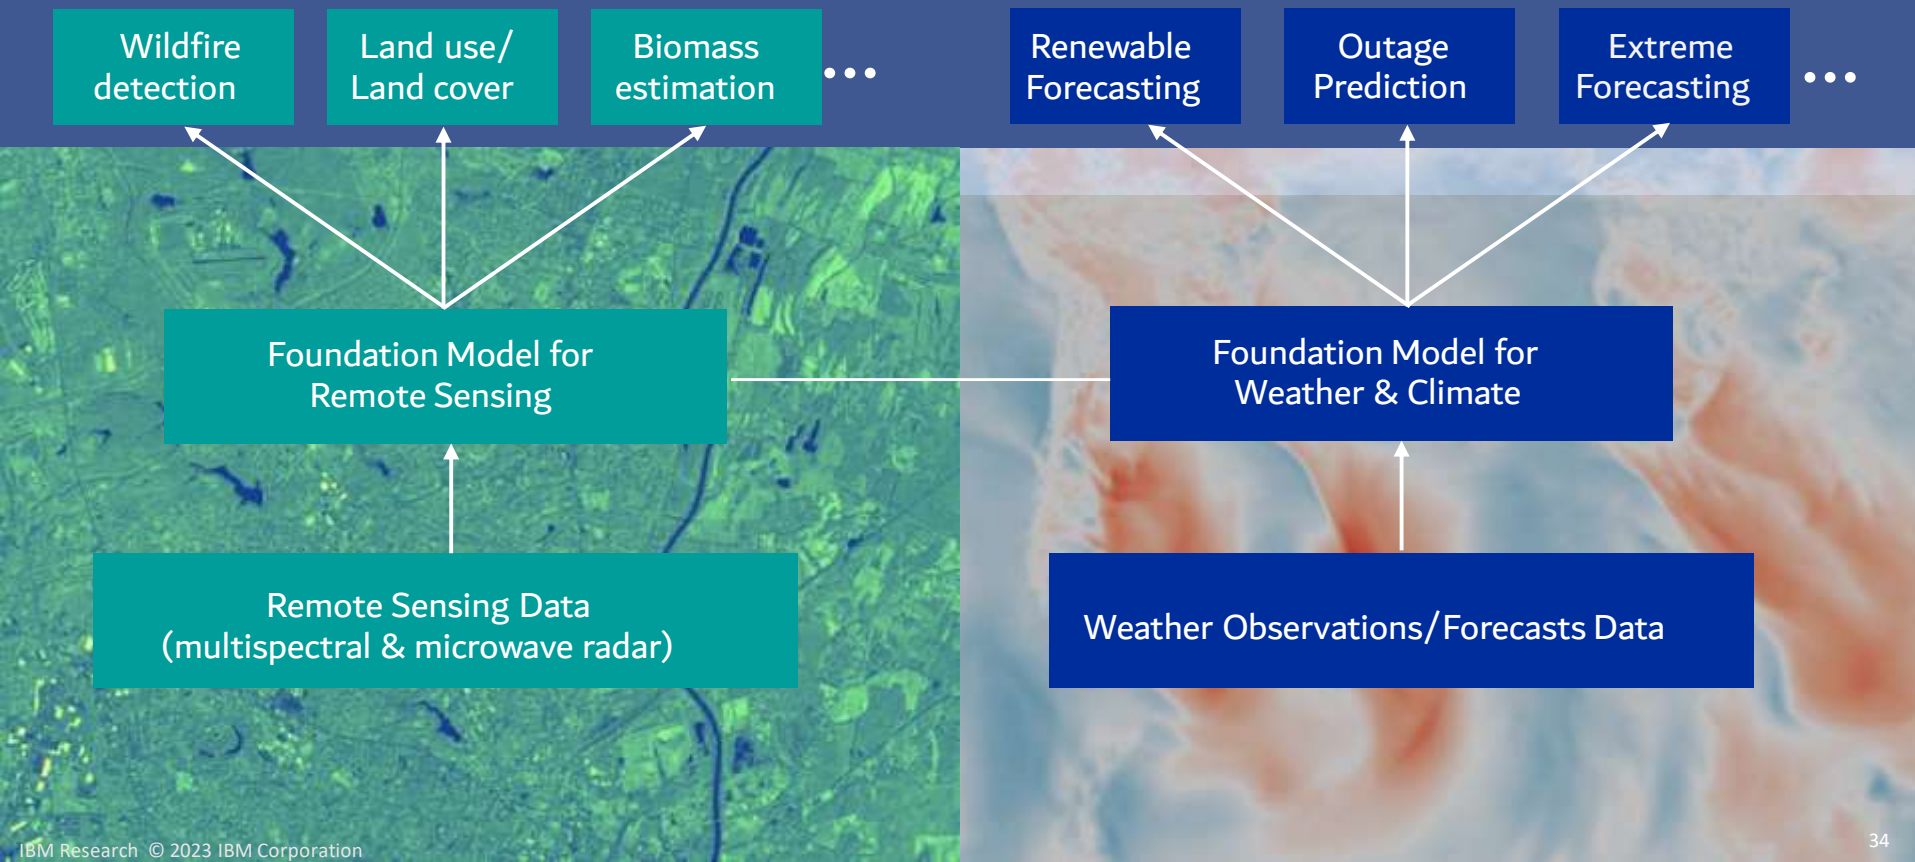 Wildfire
detection
Land use/
Land cover
Biomass
estimation
...
Renewable
Forecasting
Outage
Prediction
Extreme
Forecasting
...
Foundation Model for
Remote Sensing
Foundation Model for
Weather & Climate
Remote Sensing Data
(multispectral & microwave radar)
Weather Observations/Forecasts Data
IBM Research © 2023 IBM Corporation
34